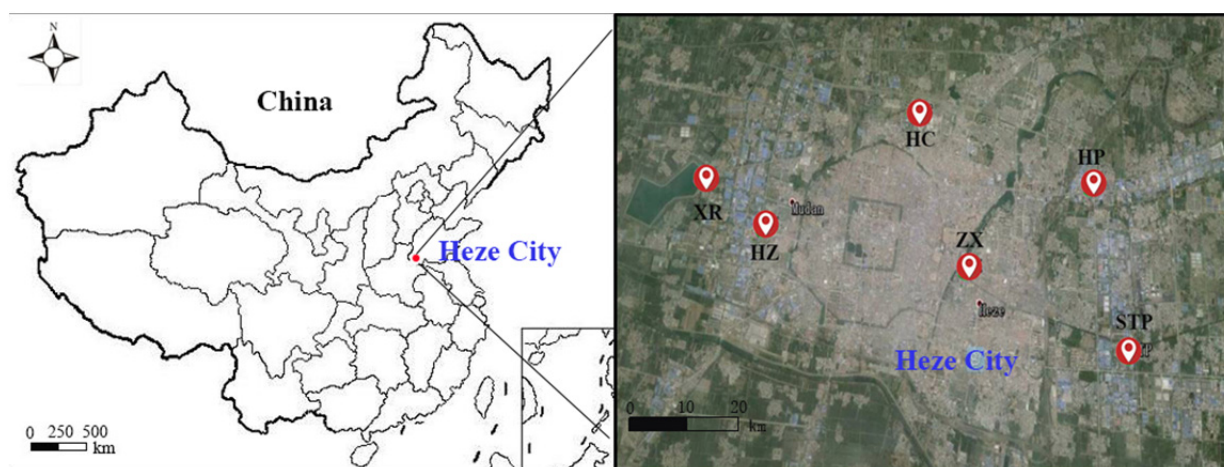 N
China
Heze City
0 250 500
km
HC
HP
XR
Mudan
HZ
ZX
Heze
STP
Heze City
0 10 20
km